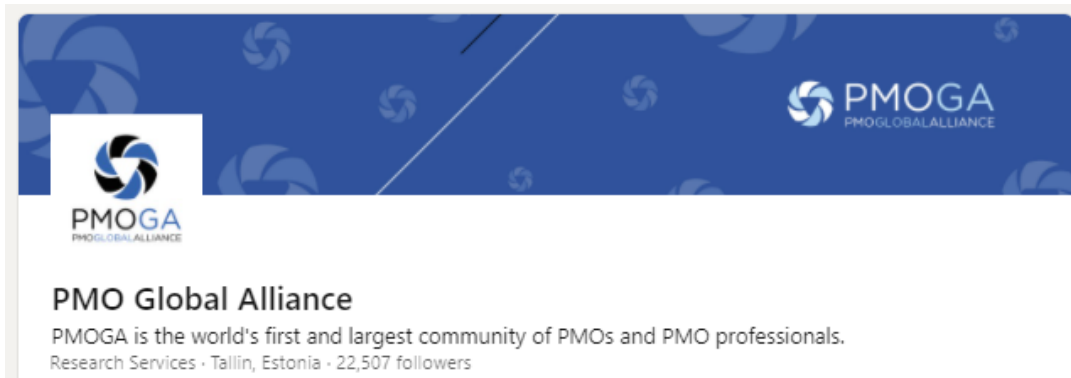 PMOGA
PMOGLOBALALLIANCE
PMOGA
PMOGLOBALALLIANCE
PMO Global Alliance
PMOGA is the world's first and largest community of PMOs and PMO professionals.
Research Services · Tallin, Estonia · 22,507 followers